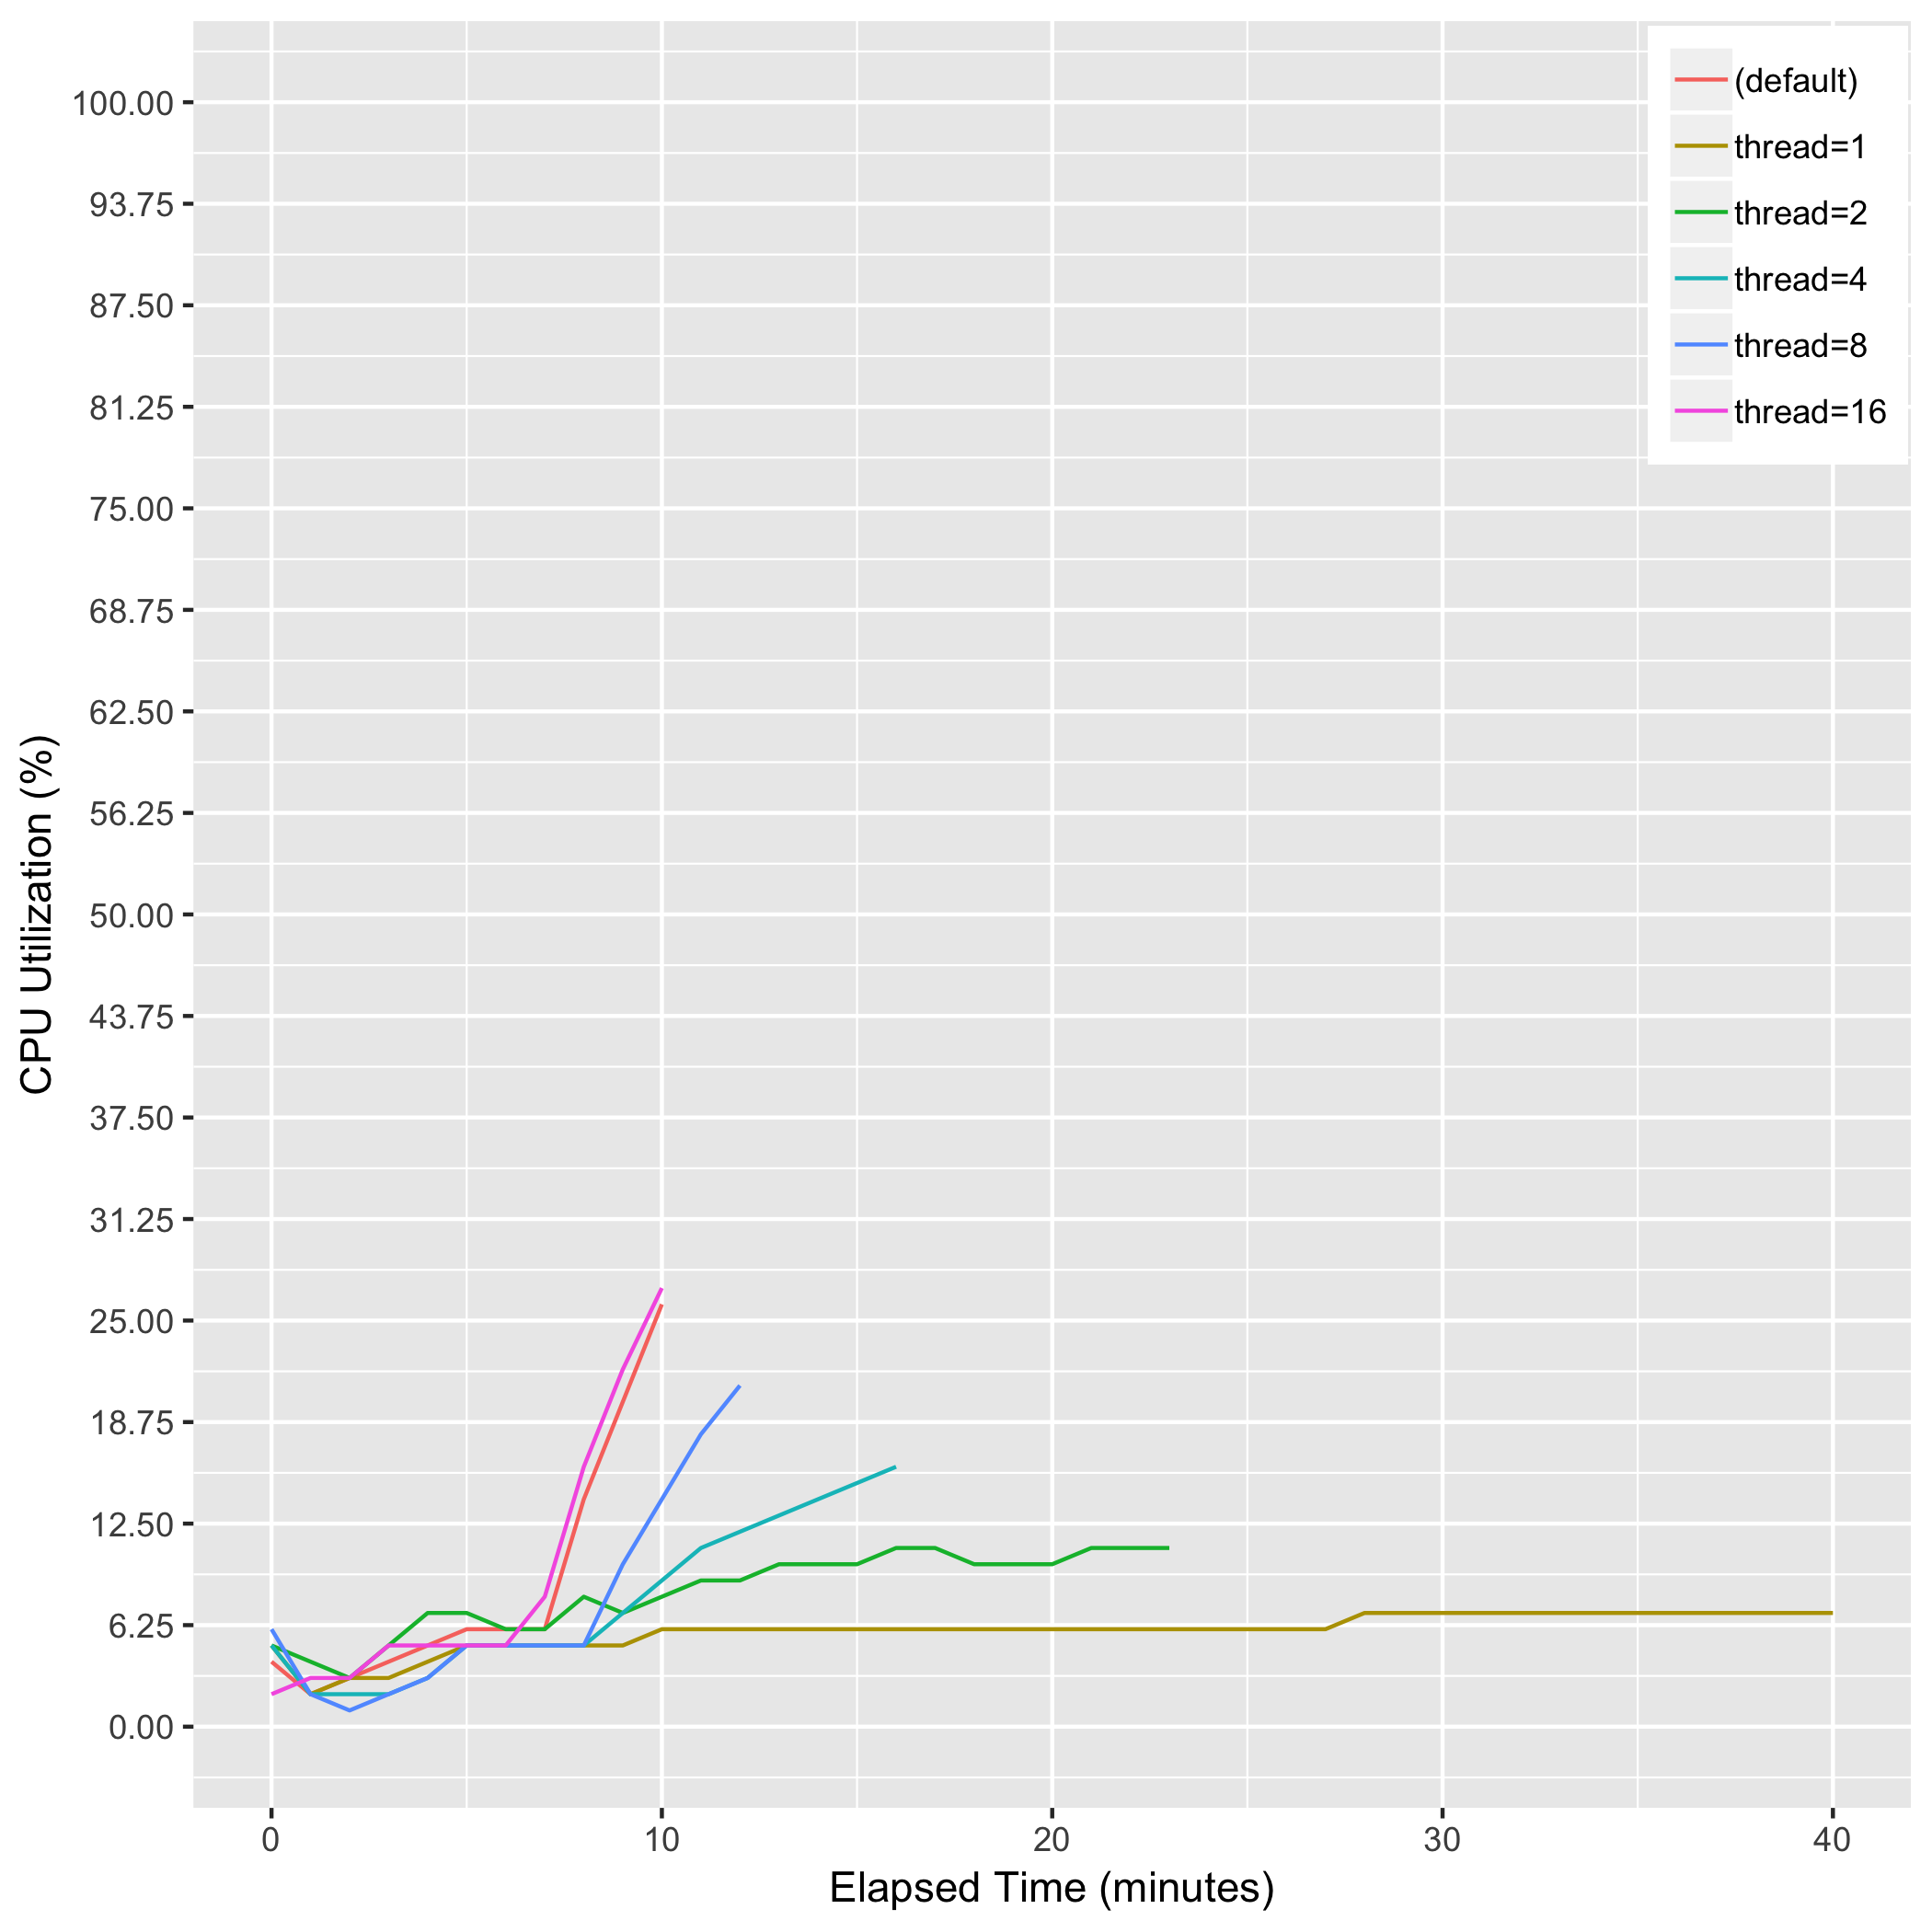 (default)
thread=1
thread=2
thread=4
thread=8
thread=16
100.00
93.75
87.50
81.25
75.00
68.75
62.50
56.25
50.00
43.75
37.50
31.25
25.00
18.75
12.50
6.25
0.00
CPU Utilization (%)
0 10 20 30 40
Elapsed Time (minutes)